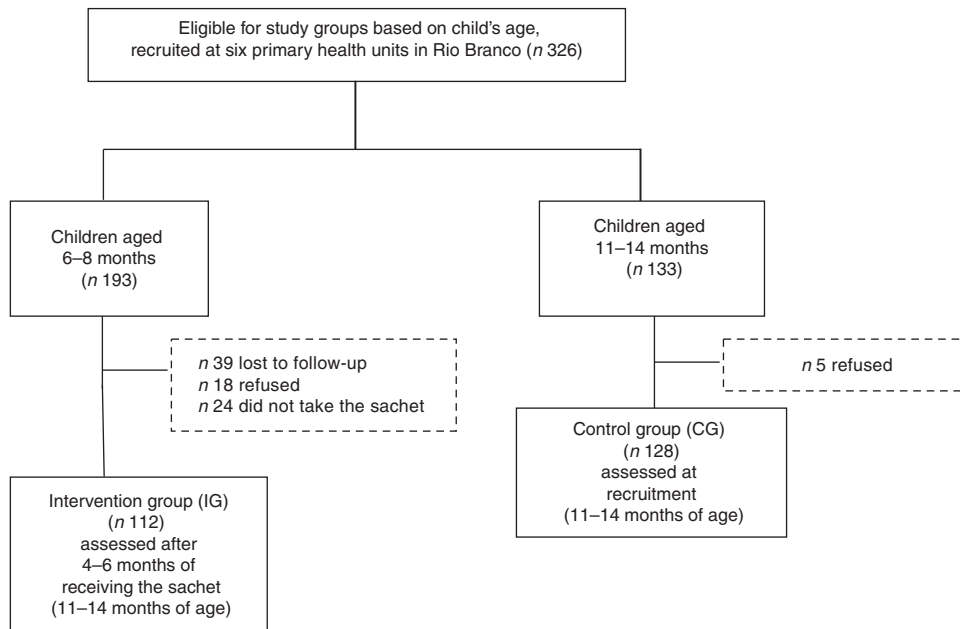 Eligible for study groups based on child's age,
recruited at six primary health units in Rio Branco (n 326)
Children aged
6–8 months
(n 193)
Children aged
11–14 months
(n 133)
n 39 lost to follow-up
n 18 refused
n 24 did not take the sachet
n 5 refused
Control group (CG)
(n 128)
assessed at
recruitment
(11–14 months of age)
Intervention group (IG)
(n 112)
assessed after
4–6 months of
receiving the sachet
(11–14 months of age)